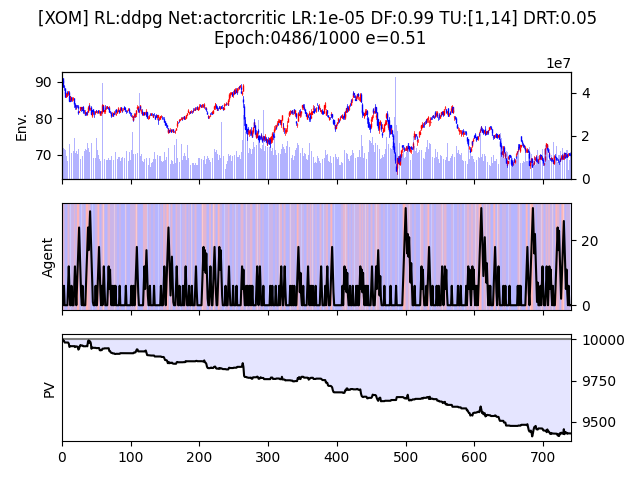 [XOM] RL:ddpg Net:actorcritic LR:1e-05 DF:0.99 TU:[1,14] DRT:0.05
Epoch:0486/1000 e=0.51
1e7
Env.
90
80
70
4
2
0
Agent
20
0
PV
10000
9750
9500
0 100 200 300 400 500 600 700